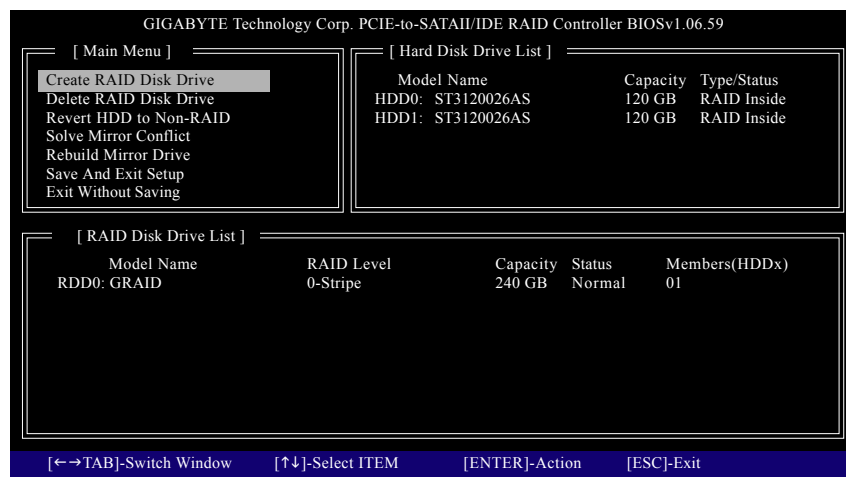 GIGABYTE Technology Corp. PCIE-to-SATAII/IDE RAID Controller BIOSv1.06.59
[ Main Menu ]
Create RAID Disk Drive
Delete RAID Disk Drive
Revert HDD to Non-RAID
Solve Mirror Conflict
Rebuild Mirror Drive
Save And Exit Setup
Exit Without Saving
[ Hard Disk Drive List ]
Model Name Capacity Type/Status
HDD0: ST3120026AS 120 GB RAID Inside
HDD1: ST3120026AS 120 GB RAID Inside
[ RAID Disk Drive List ]
Model Name RAID Level Capacity Status Members(HDDx)
RDD0: GRAID 0-Stripe 240 GB Normal 01
[←→TAB]-Switch Window [↑↓]-Select ITEM [ENTER]-Action [ESC]-Exit